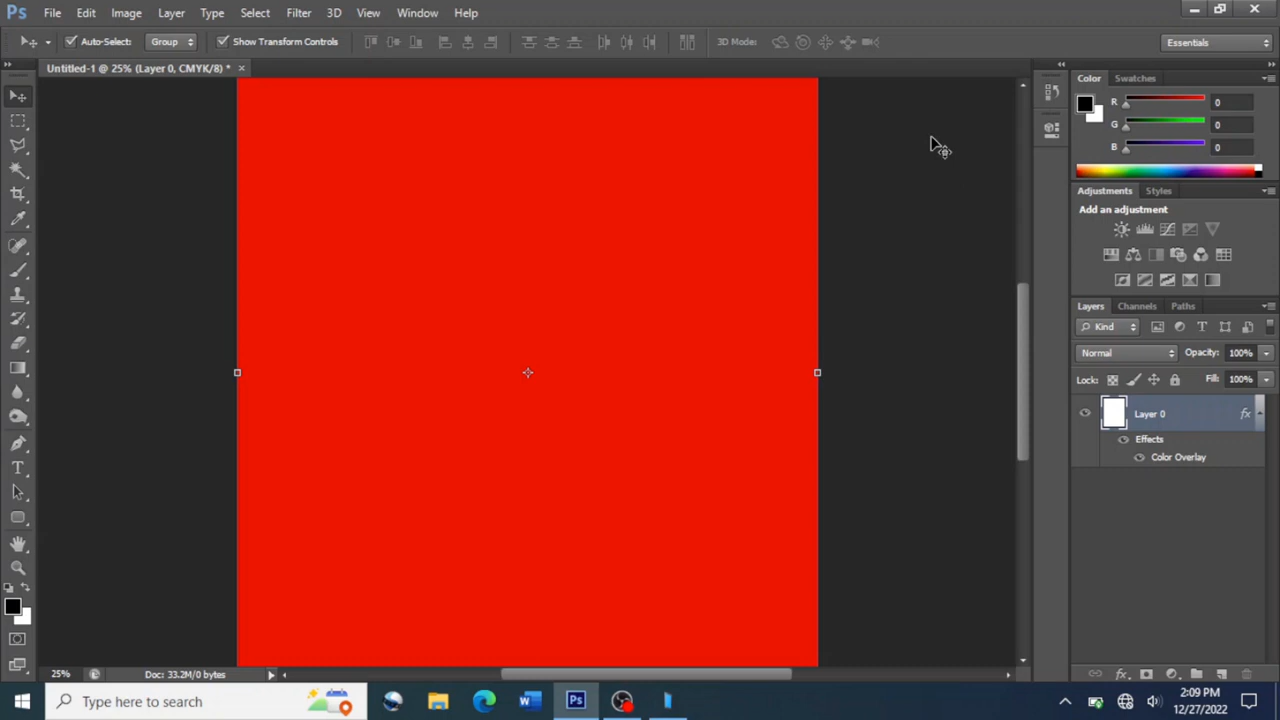 Ps File Edit Image Layer Type Select Filter 3D View Window Help
Auto-Select: Group Show Transform Controls 3D Mode: Essentials
Untitled-1 @ 25% (Layer 0, CMYK/8) * ×
Color Swatches
R 0
G 0
B 0
Adjustments Styles
Add an adjustment
Layers Channels Paths
Kind
Normal Opacity: 100%
Lock: Fill: 100%
Layer 0 fx
Effects
Color Overlay
25% Doc: 33.2M/0 bytes
Type here to search
2:09 PM
12/27/2022